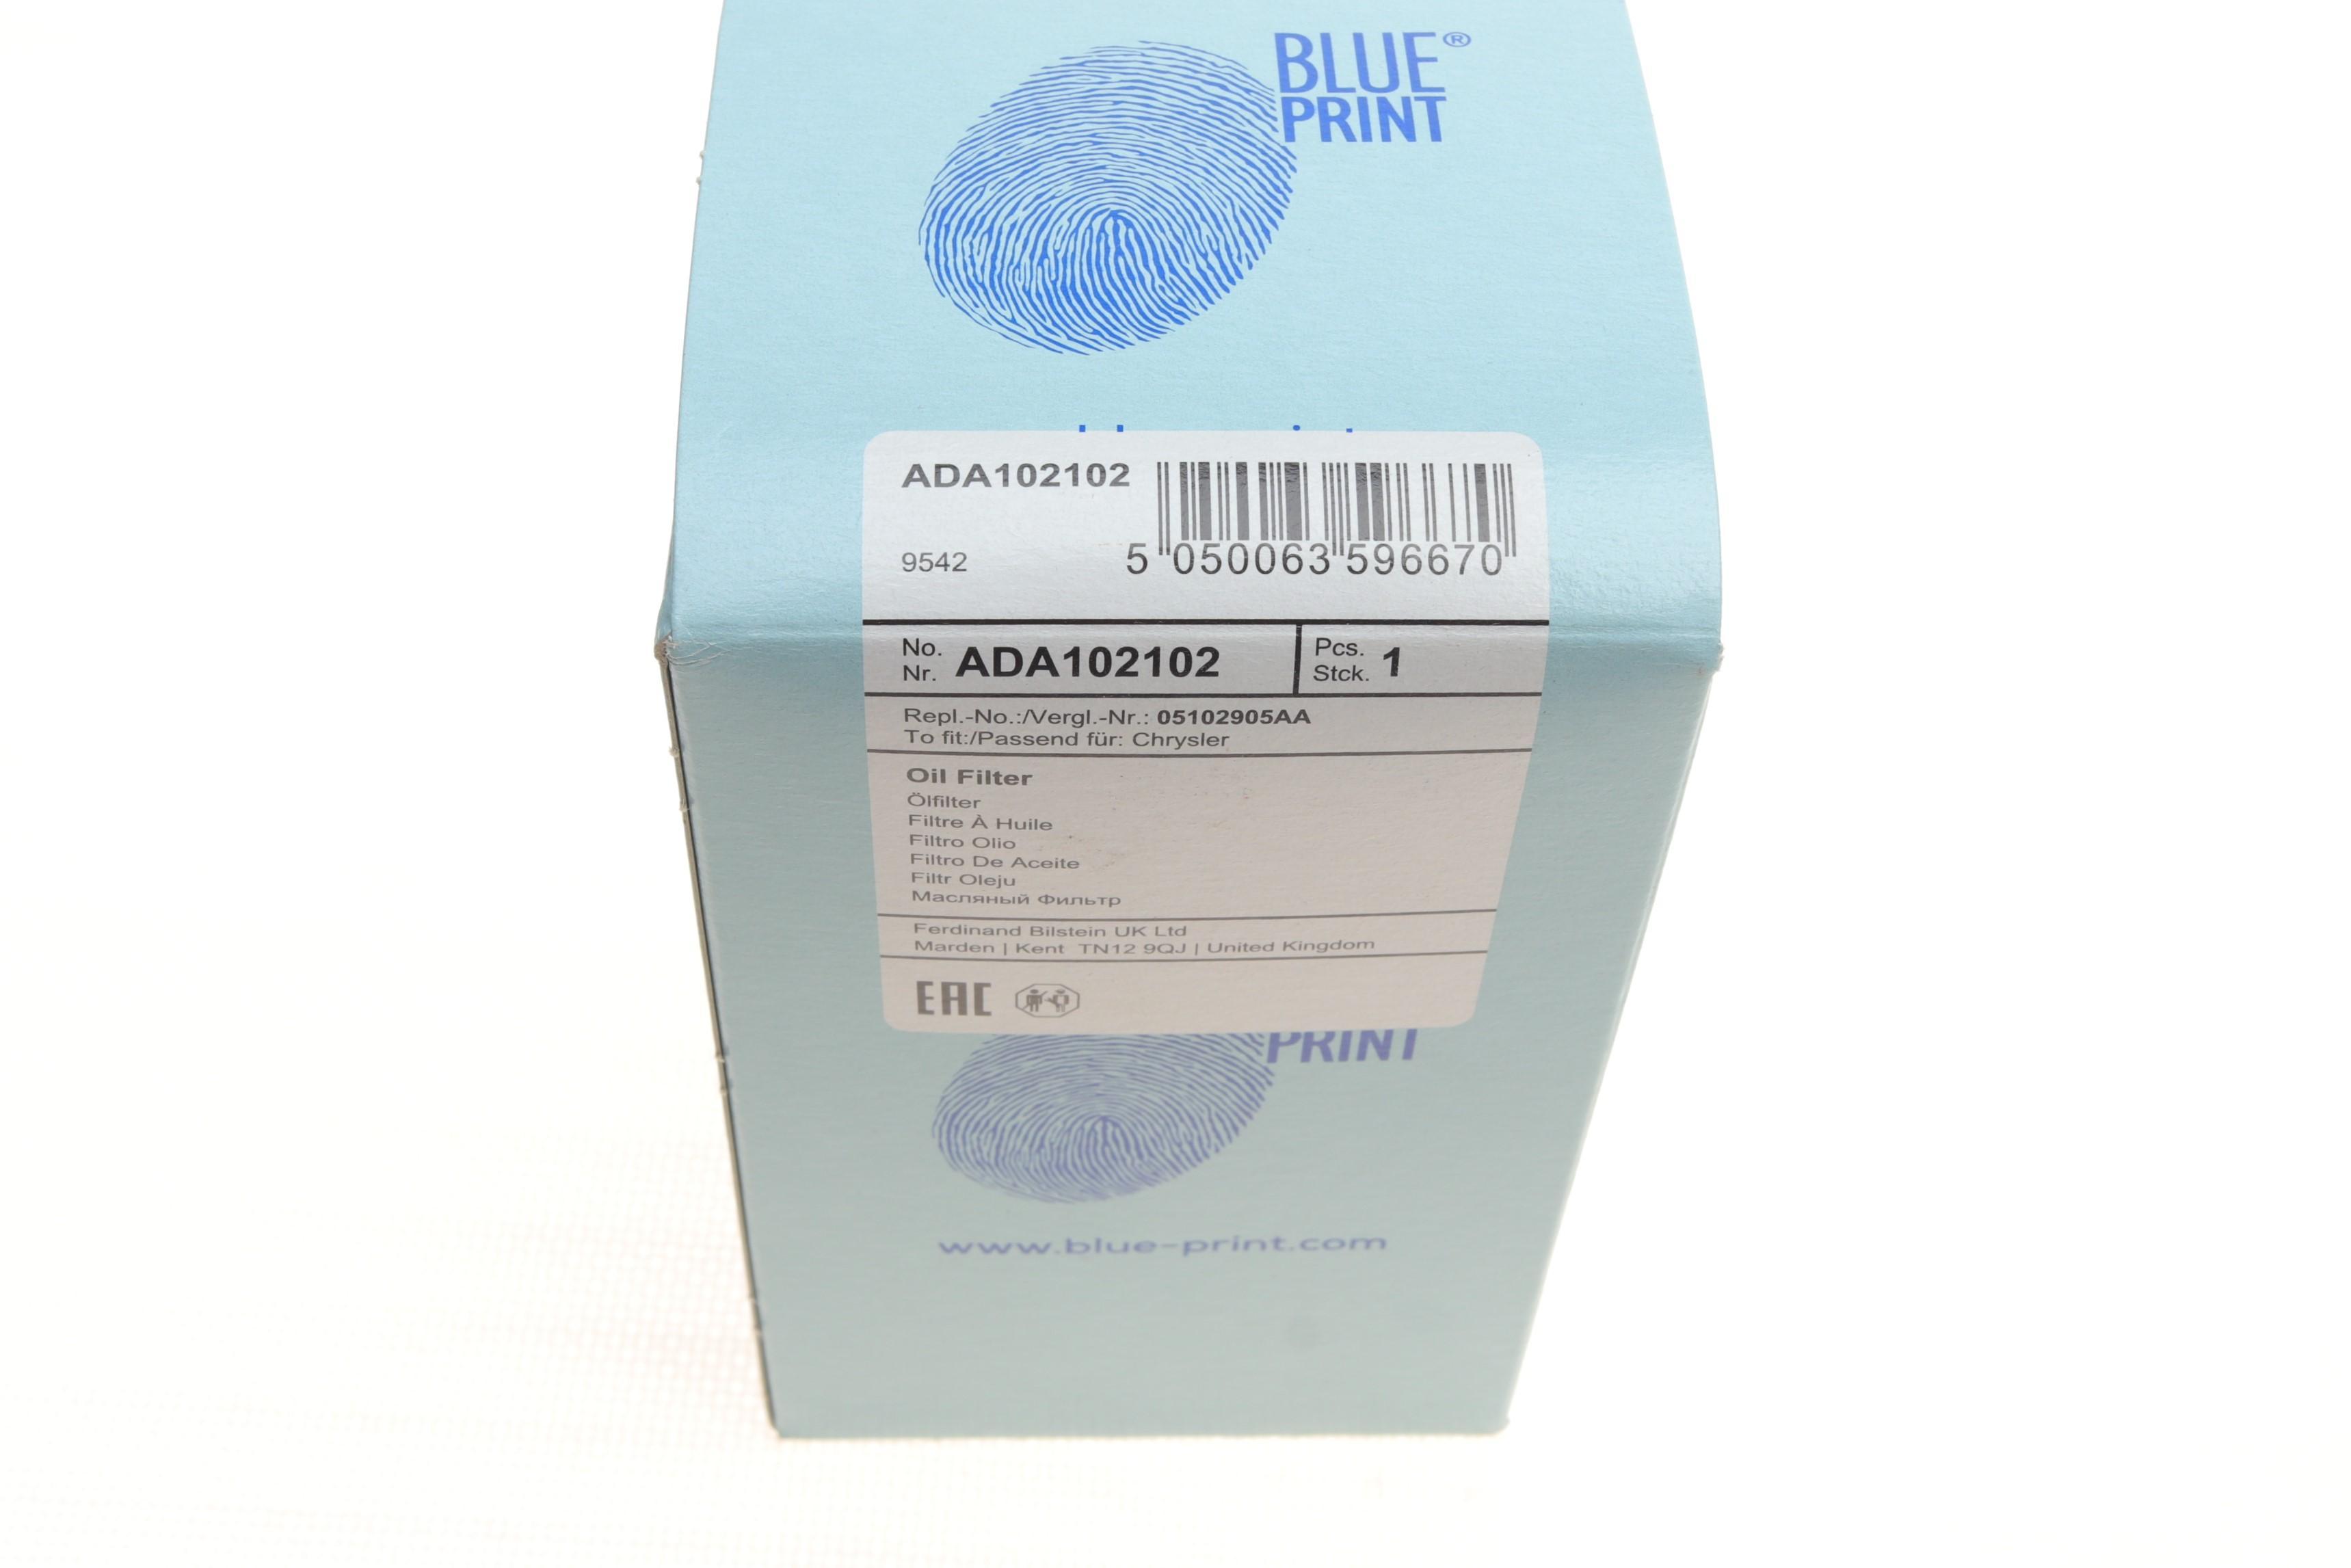 BLUE®
PRINT
ADA102102
9542
5 050063 596670
No.
Nr. ADA102102
Pcs.
Stck. 1
Repl.-No.:/Vergl.-Nr.: 05102905AA
To fit:/Passend für: Chrysler
Oil Filter
Ölfilter
Filtre À Huile
Filtro Olio
Filtro De Aceite
Filtr Oleju
Масляный Фильтр
Ferdinand Bilstein UK Ltd
Marden | Kent TN12 9QJ | United Kingdom
EAC
PRINT
www.blue-print.com